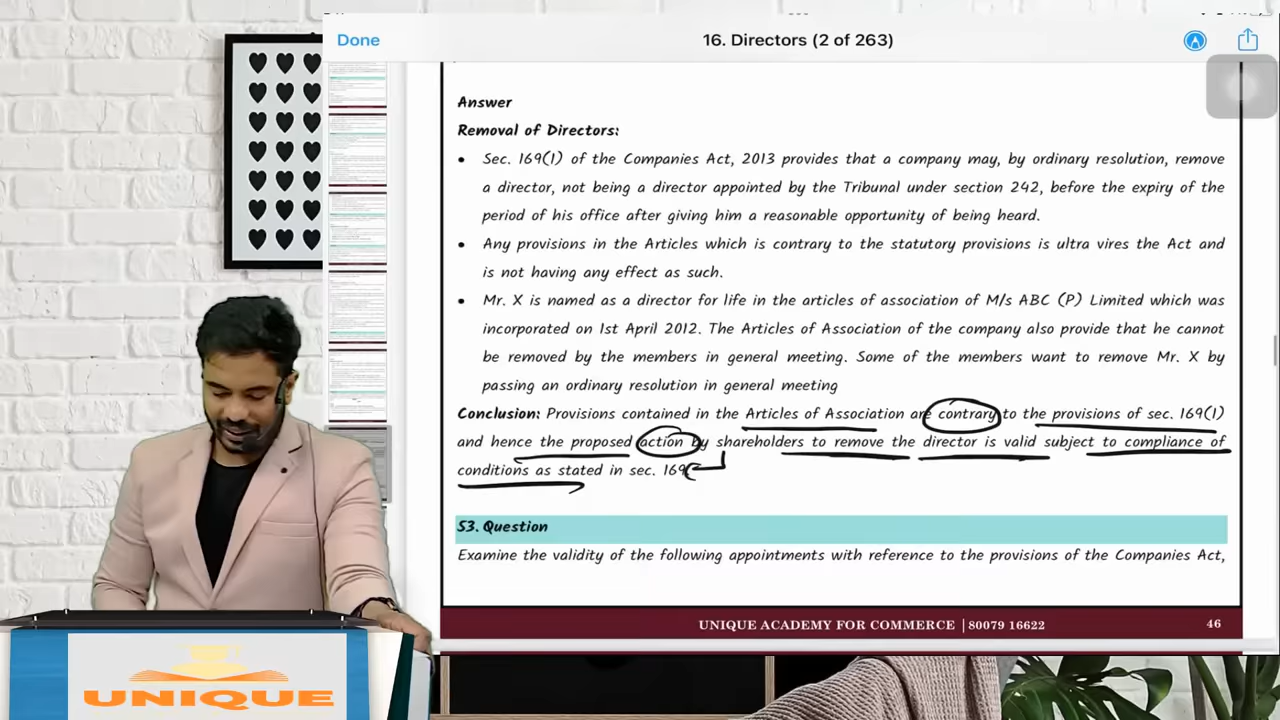 Done
16. Directors (2 of 263)
Answer
Removal of Directors:
• Sec. 169(1) of the Companies Act, 2013 provides that a company may, by ordinary resolution, remove
a director, not being a director appointed by the Tribunal under section 242, before the expiry of the
period of his office after giving him a reasonable opportunity of being heard.
• Any provisions in the Articles which is contrary to the statutory provisions is ultra vires the Act and
is not having any effect as such.
• Mr. X is named as director for life in the articles of association of M/s ABC (P) Limited which was
incorporated on 1st April 2012. The Articles of Association of the company also provide that he cannot
be removed by the members in general meeting. Some of the members want to remove Mr. X by
passing an ordinary resolution in general meeting
Conclusion: Provisions contained in the Articles of Association are contrary to the provisions of sec. 169(1)
and hence the proposed action by shareholders to remove the director is valid subject to compliance of
conditions as stated in sec. 169
53. Question
Examine the validity of the following appointments with reference to the provisions of the Companies Act,
UNIQUE ACADEMY FOR COMMERCE | 80079 16622
46
UNIQUE